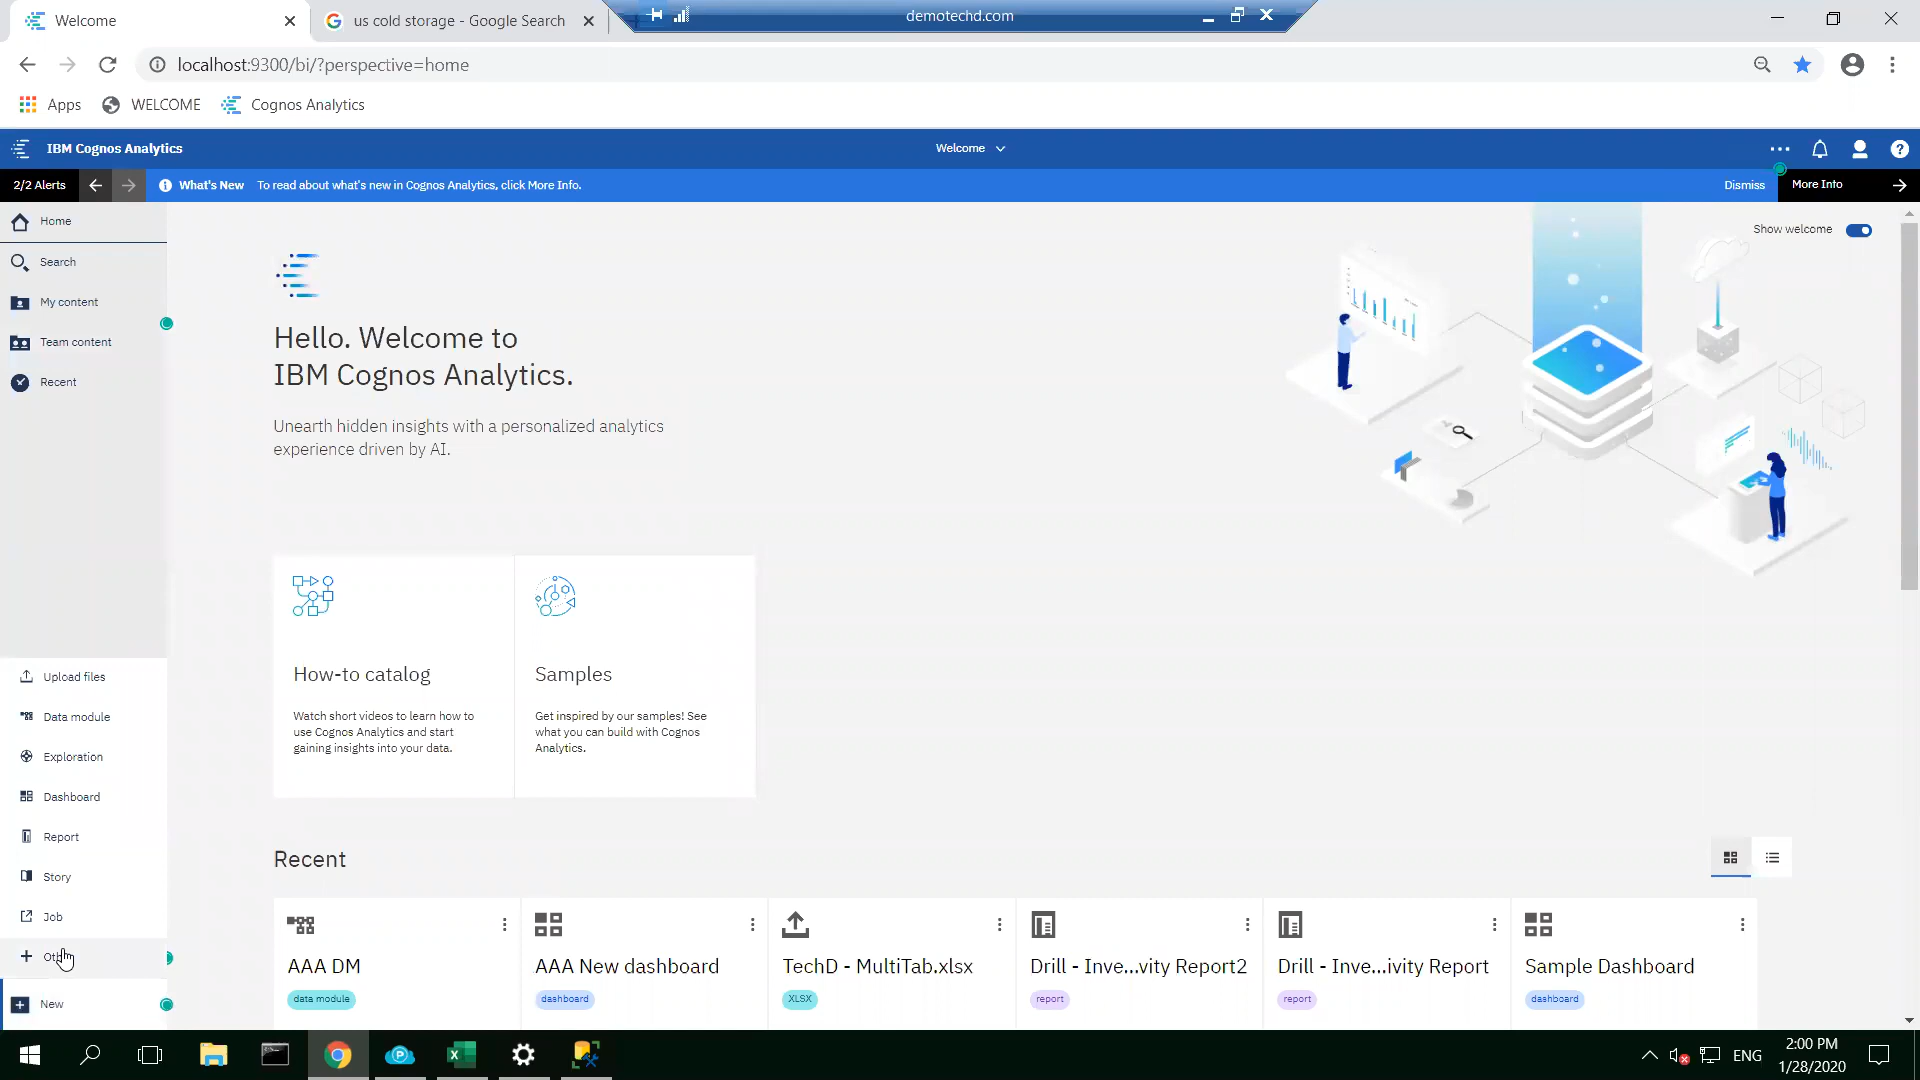 Welcome
us cold storage - Google Search
demotechd.com
localhost:9300/bi/?perspective=home
Apps
WELCOME
Cognos Analytics
IBM Cognos Analytics
Welcome
2/2 Alerts
What's New
To read about what's new in Cognos Analytics, click More Info.
Dismiss
More Info
Home
Search
My content
Team content
Recent
Show welcome
Hello. Welcome to
IBM Cognos Analytics.
Unearth hidden insights with a personalized analytics
experience driven by AI.
How-to catalog
Watch short videos to learn how to
use Cognos Analytics and start
gaining insights into your data.
Samples
Get inspired by our samples! See
what you can build with Cognos
Analytics.
Upload files
Data module
Exploration
Dashboard
Report
Story
Job
New
Recent
AAA DM
data module
AAA New dashboard
dashboard
TechD - MultiTab.xlsx
XLSX
Drill - Inve...vity Report2
report
Drill - Inve...ivity Report
report
Sample Dashboard
dashboard
ENG
2:00 PM
1/28/2020